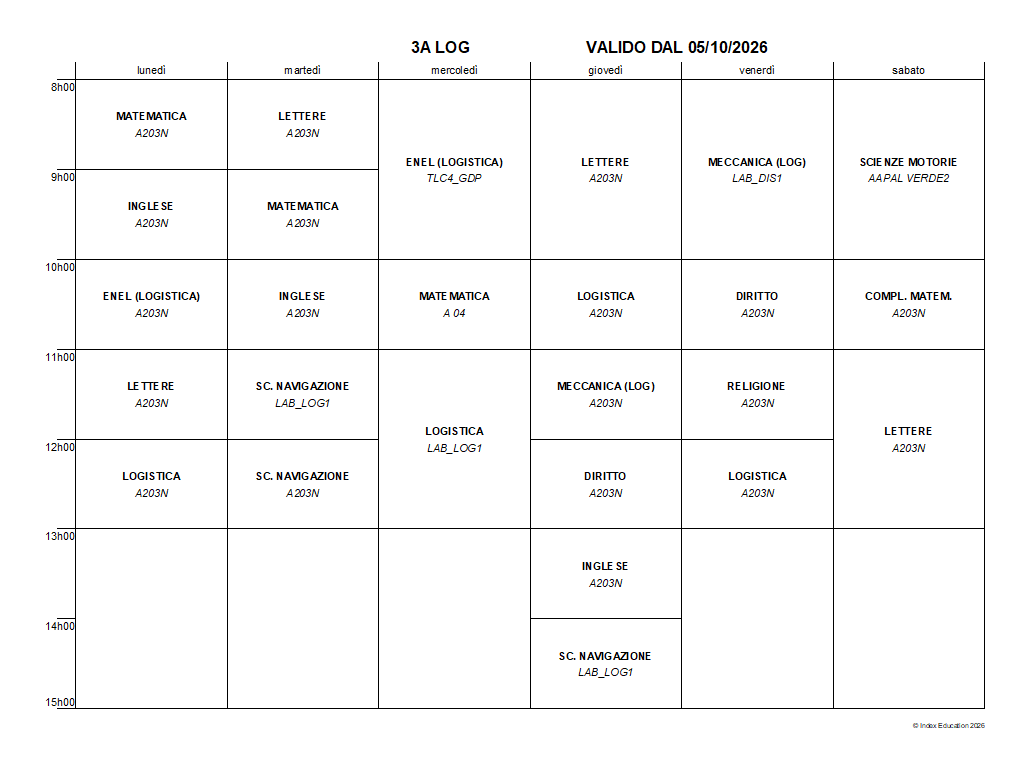 3A LOG VALIDO DAL 05/10/2026
lunedì martedì mercoledì giovedì venerdì sabato
8h00
MATEMATICA
A203N
LETTERE
A203N
ENEL (LOGISTICA)
TLC4_GDP
LETTERE
A203N
MECCANICA (LOG)
LAB_DIS1
SCIENZE MOTORIE
AAPAL VERDE2
9h00
INGLESE
A203N
MATEMATICA
A203N
10h00
ENEL (LOGISTICA)
A203N
INGLESE
A203N
MATEMATICA
A 04
LOGISTICA
A203N
DIRITTO
A203N
COMPL. MATEM.
A203N
11h00
LETTERE
A203N
SC. NAVIGAZIONE
LAB_LOG1
LOGISTICA
LAB_LOG1
MECCANICA (LOG)
A203N
RELIGIONE
A203N
LETTERE
A203N
12h00
LOGISTICA
A203N
SC. NAVIGAZIONE
A203N
DIRITTO
A203N
LOGISTICA
A203N
13h00
INGLESE
A203N
14h00
SC. NAVIGAZIONE
LAB_LOG1
15h00
© Index Education 2026